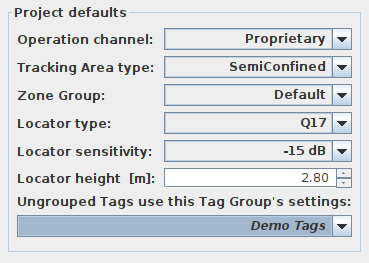 Project defaults
Operation channel: Proprietary
Tracking Area type: SemiConfined
Zone Group: Default
Locator type: Q17
Locator sensitivity: -15 dB
Locator height [m]: 2.80
Ungrouped Tags use this Tag Group's settings:
Demo Tags